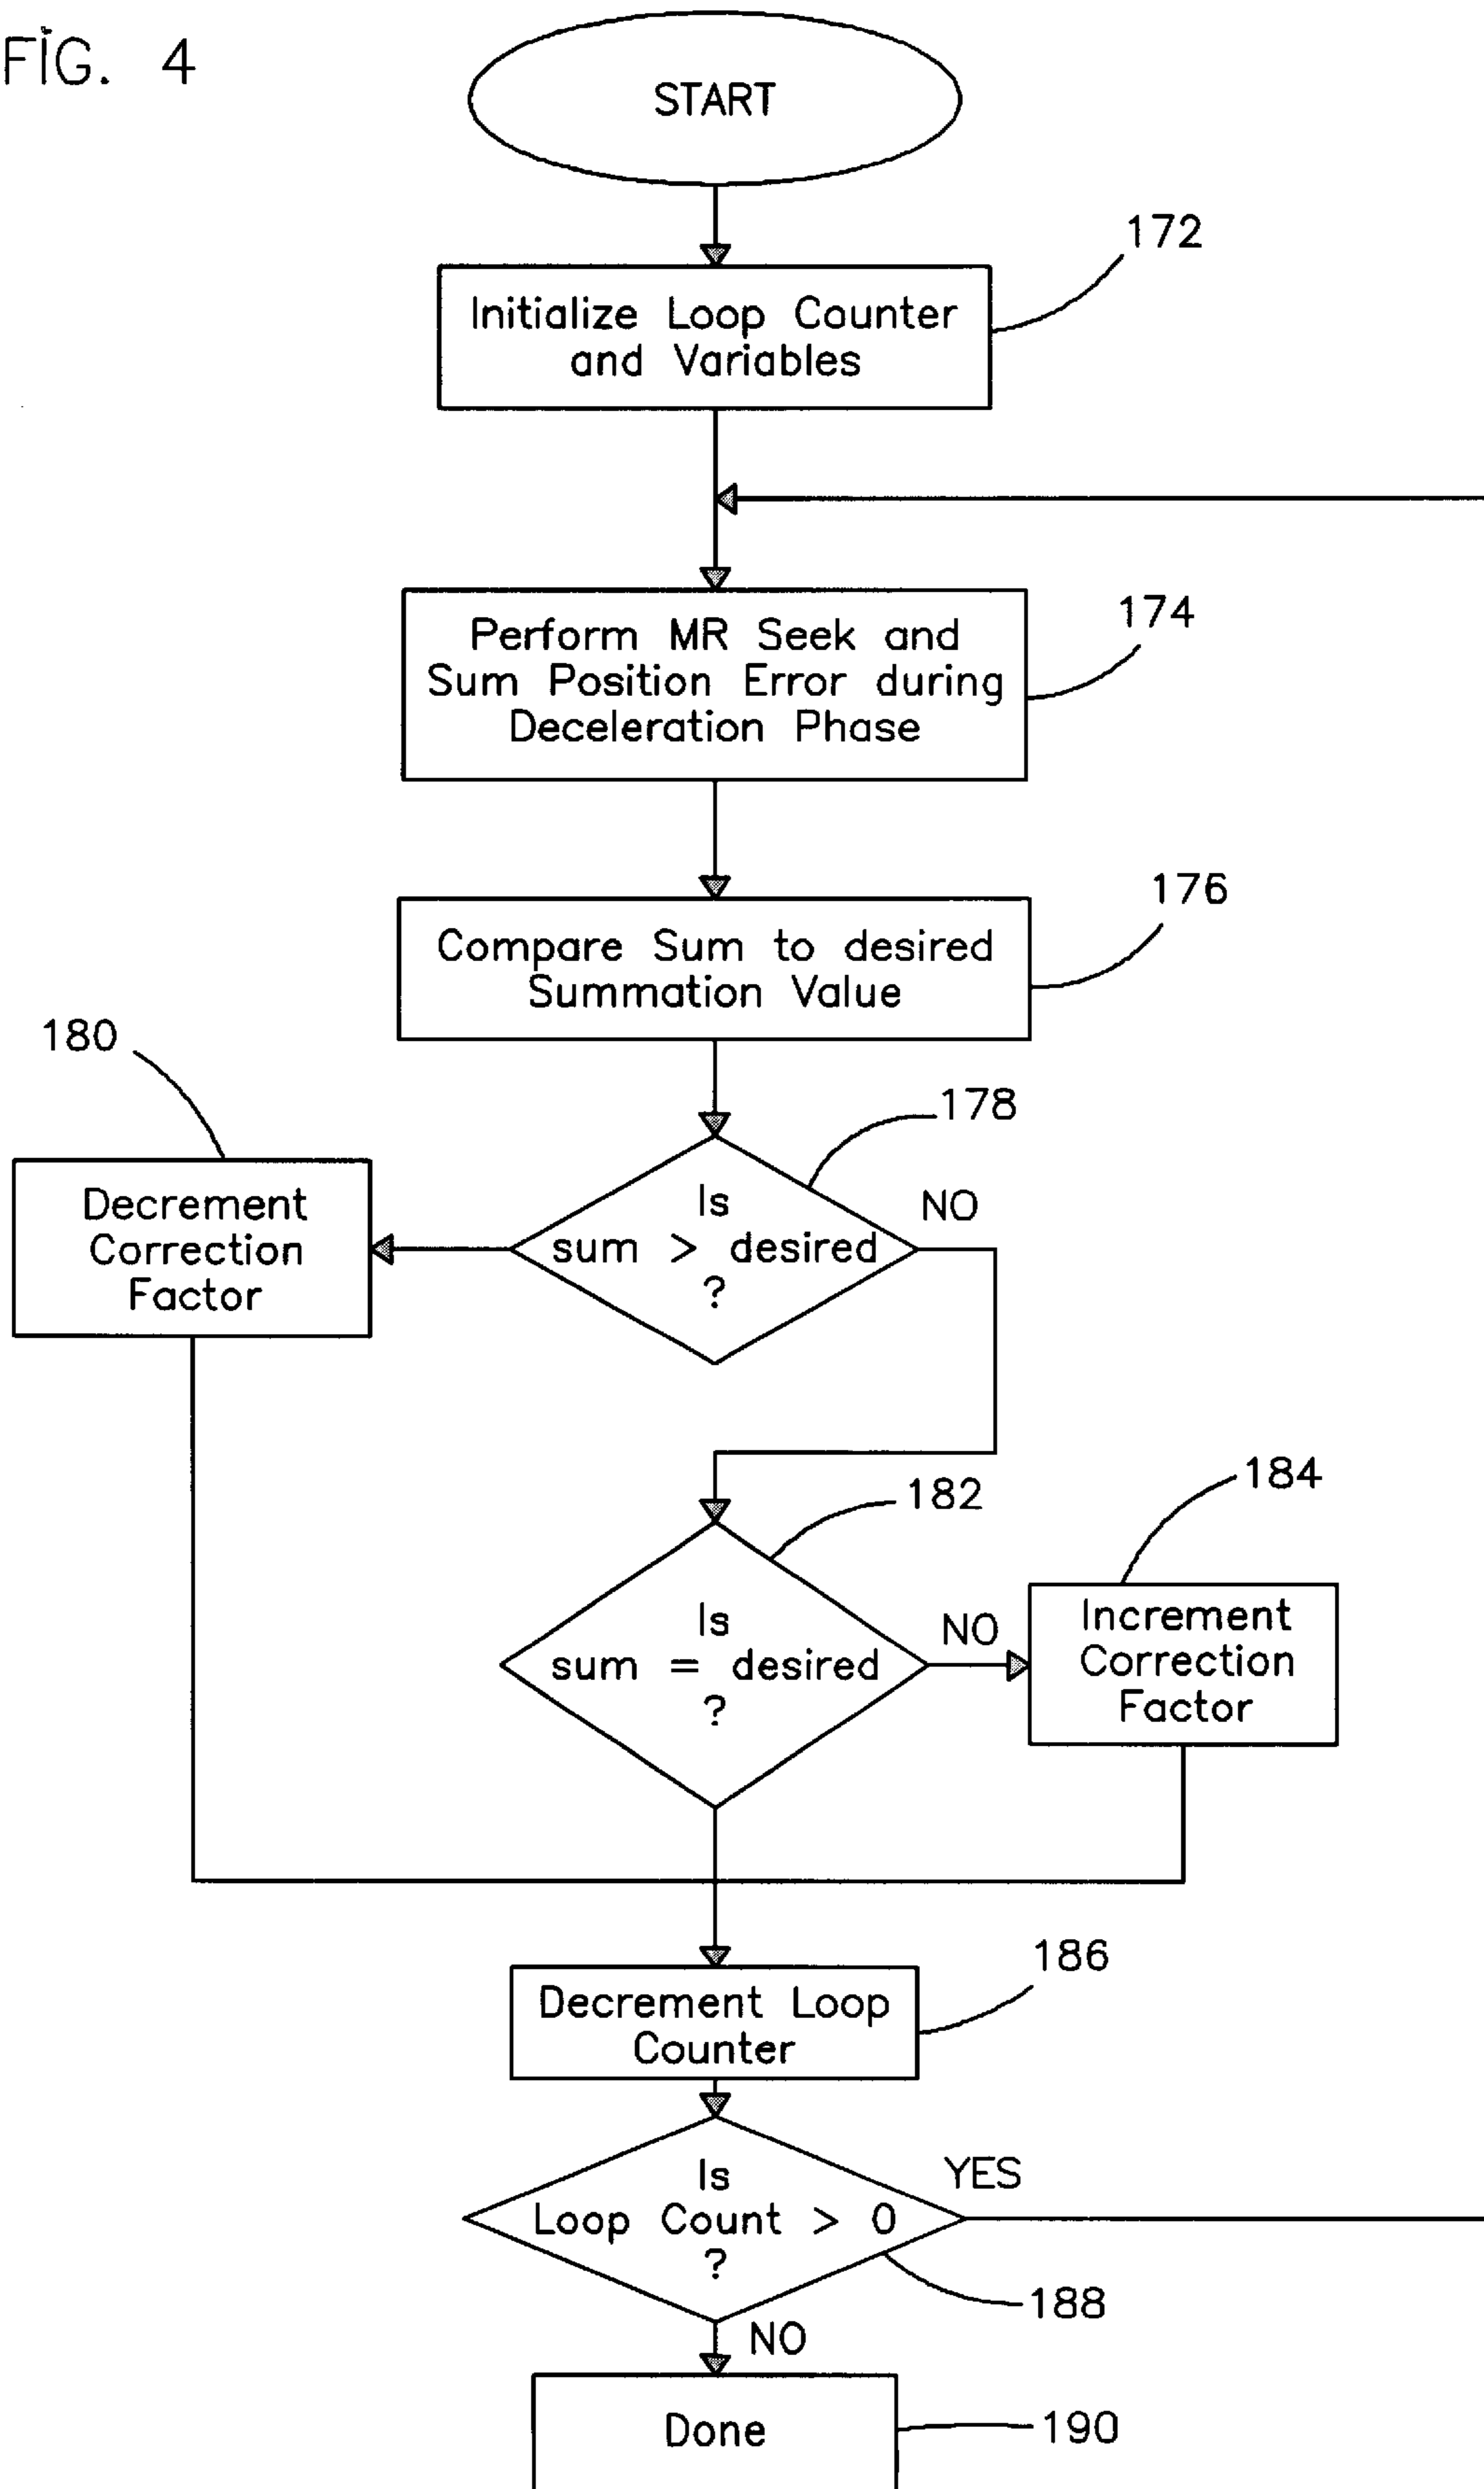 FIG. 4
START
172
Initialize Loop Counter
and Variables
174
Perform MR Seek and
Sum Position Error during
Deceleration Phase
176
Compare Sum to desired
Summation Value
180
178
Decrement
Correction
Factor
Is
sum > desired
?
NO
182
184
Is
sum = desired
?
NO
Increment
Correction
Factor
186
Decrement Loop
Counter
Is
Loop Count > 0
?
YES
188
NO
Done
190